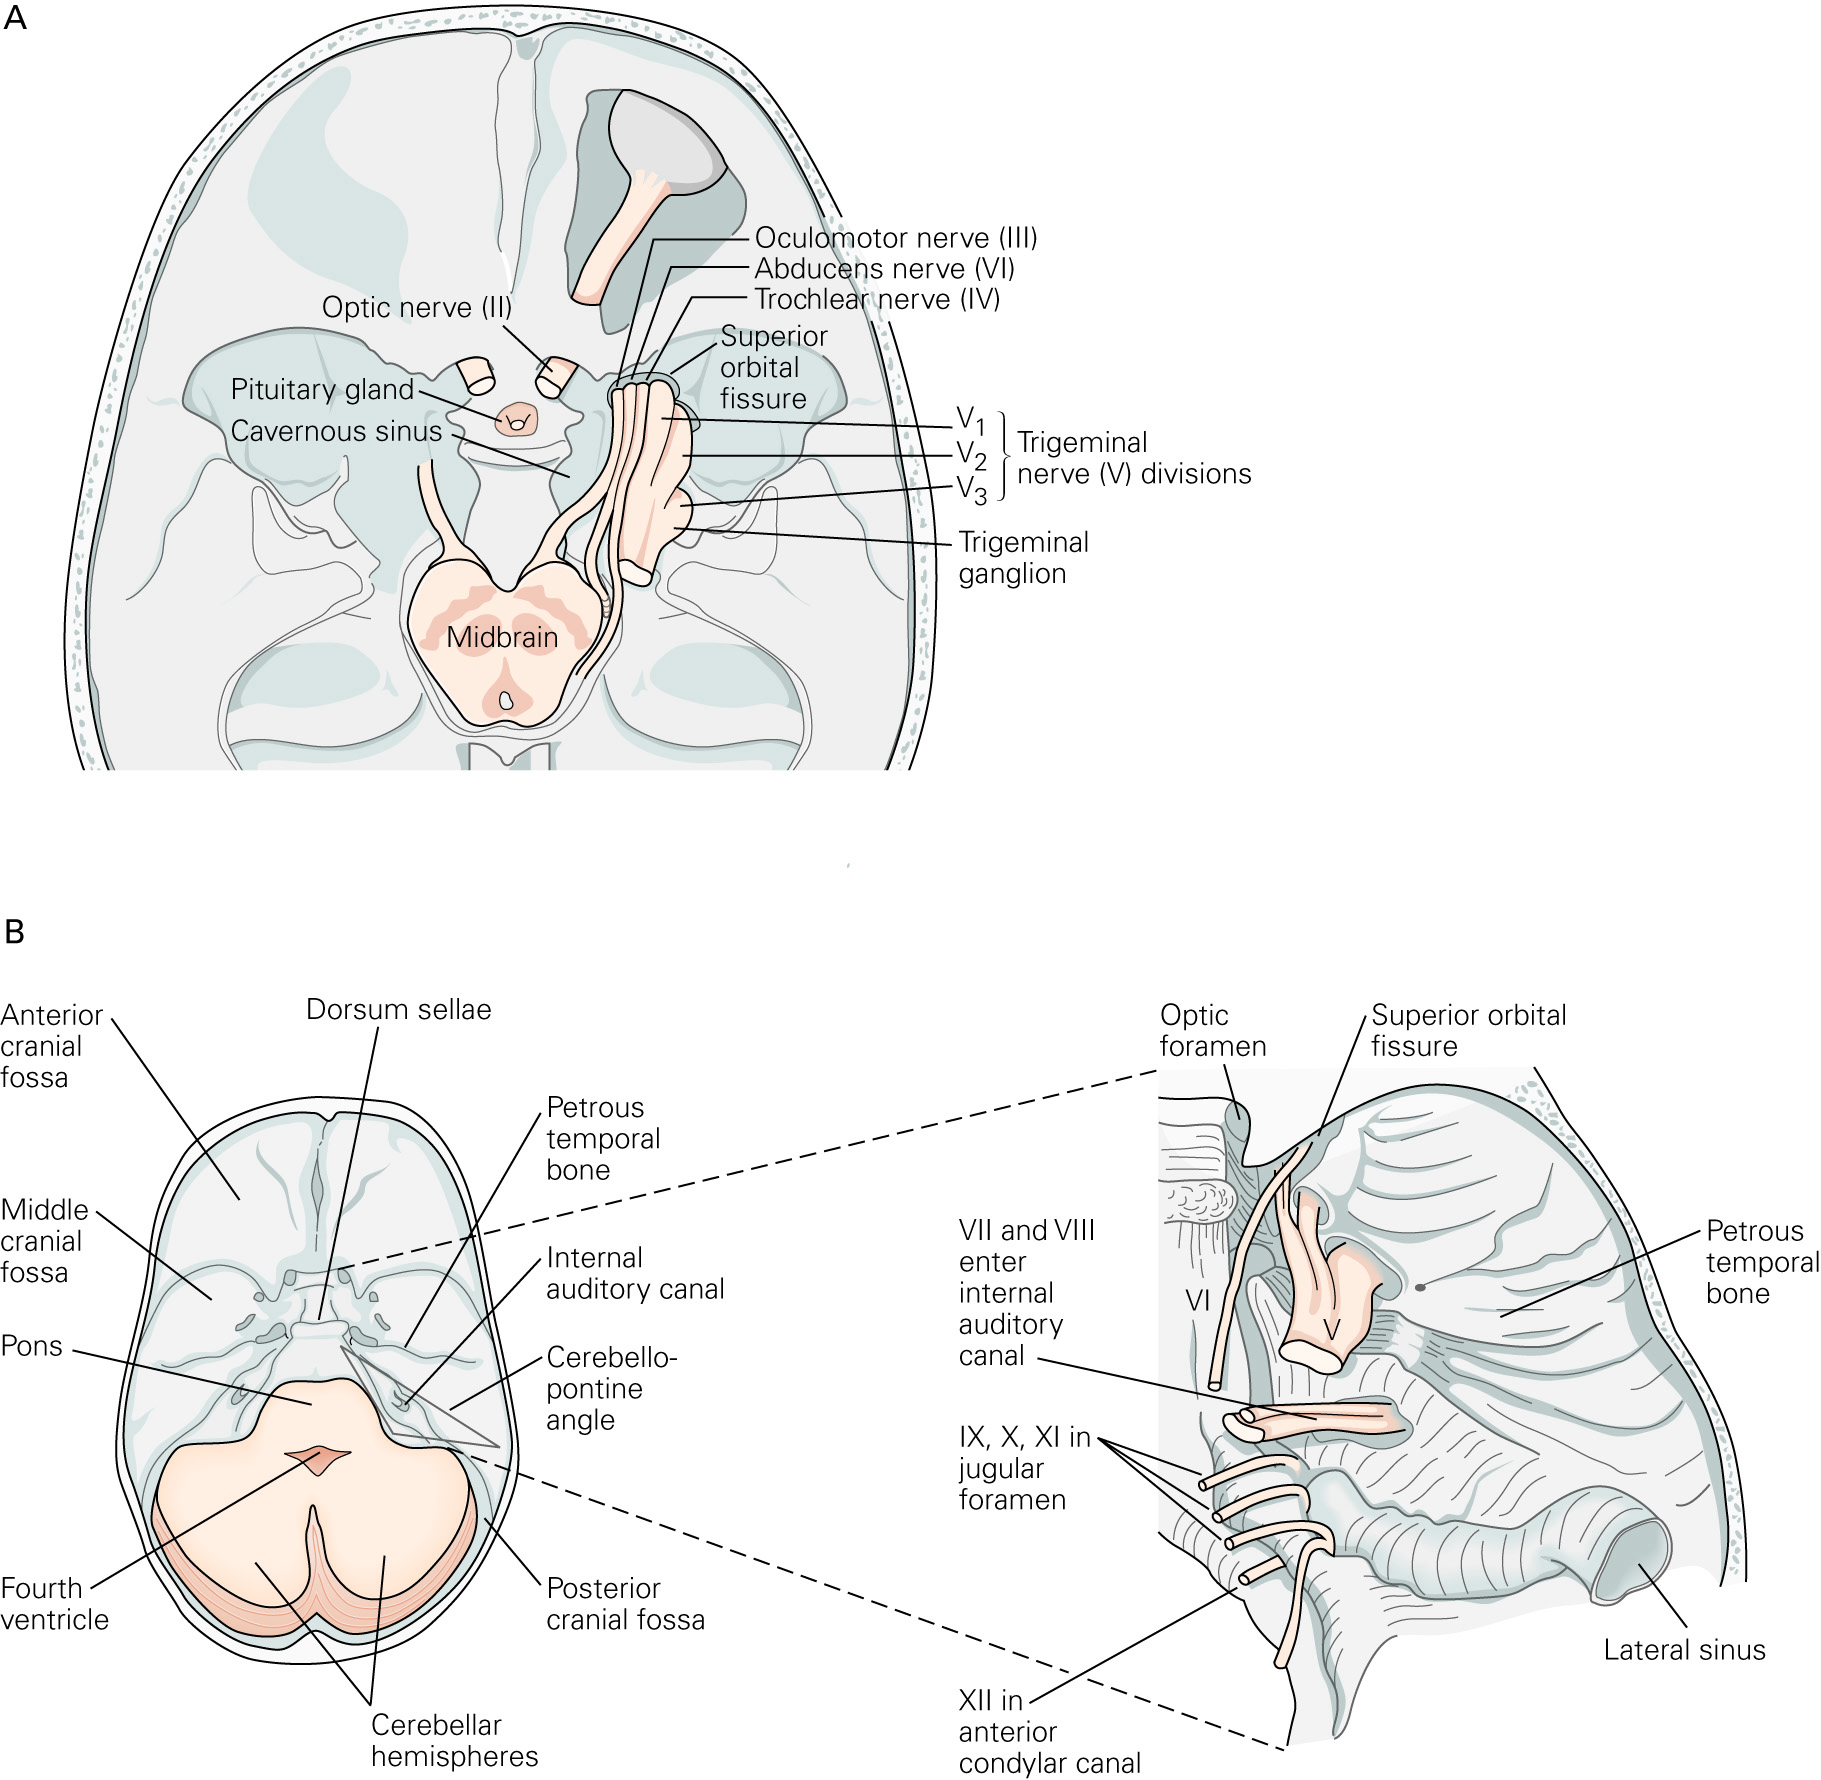 A
Oculomotor nerve (III)
Abducens nerve (VI)
Trochlear nerve (IV)
Optic nerve (II)
Superior
orbital
fissure
Pituitary gland
Cavernous sinus
V1
V2
V3
Trigeminal
nerve (V) divisions
Trigeminal
ganglion
Midbrain
B
Anterior
cranial
fossa
Dorsum sellae
Petrous
temporal
bone
Middle
cranial
fossa
Internal
auditory canal
Pons
Cerebello-
pontine
angle
Fourth
ventricle
Posterior
cranial fossa
Cerebellar
hemispheres
Optic
foramen
Superior orbital
fissure
VII and VIII
enter
internal
auditory
canal
VI
V
Petrous
temporal
bone
IX, X, XI in
jugular
foramen
Lateral sinus
XII in
anterior
condylar canal